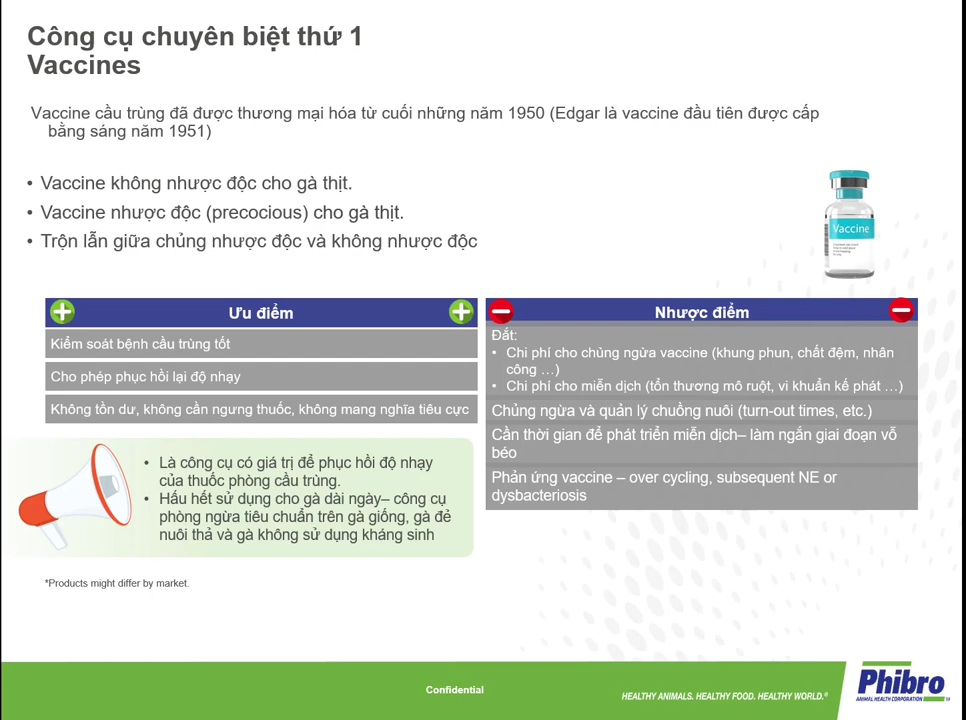 Công cụ chuyên biệt thứ 1
Vaccines
Vaccine cầu trùng đã được thương mại hóa từ cuối những năm 1950 (Edgar là vaccine đầu tiên được cấp
bằng sáng năm 1951)
• Vaccine không nhược độc cho gà thịt.
• Vaccine nhược độc (precocious) cho gà thịt.
• Trộn lẫn giữa chủng nhược độc và không nhược độc
Vaccine
Ưu điểm
Kiểm soát bệnh cầu trùng tốt
Cho phép phục hồi lại độ nhạy
Không tồn dư, không cần ngưng thuốc, không mang nghĩa tiêu cực
Nhược điểm
Đắt:
• Chi phí cho chủng ngừa vaccine (khung phun, chất đệm, nhân
công …)
• Chi phí cho miễn dịch (tổn thương mô ruột, vi khuẩn kế phát …)
Chủng ngừa và quản lý chuồng nuôi (turn-out times, etc.)
Cần thời gian để phát triển miễn dịch– làm ngắn giai đoạn vỗ
béo
Phản ứng vaccine – over cycling, subsequent NE or
dysbacteriosis
• Là công cụ có giá trị để phục hồi độ nhạy
của thuốc phòng cầu trùng.
• Hấu hết sử dụng cho gà dài ngày– công cụ
phòng ngừa tiêu chuẩn trên gà giống, gà đẻ
nuôi thả và gà không sử dụng kháng sinh
*Products might differ by market.
Confidential
HEALTHY ANIMALS. HEALTHY FOOD. HEALTHY WORLD.®
Phibro
ANIMAL HEALTH CORPORATION